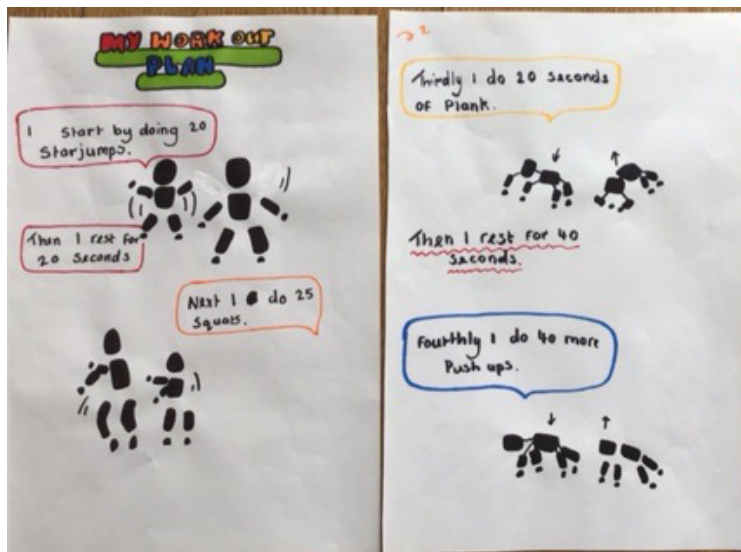 MY WORK OUT
PLAN
I start by doing 20
Starjumps.
Then I rest for
20 Seconds
Next I do 25
Squats.
→ 2
Thirdly I do 20 Seconds
of Plank.
Then I rest for 40
Seconds.
Fourthly I do 40 more
Push ups.